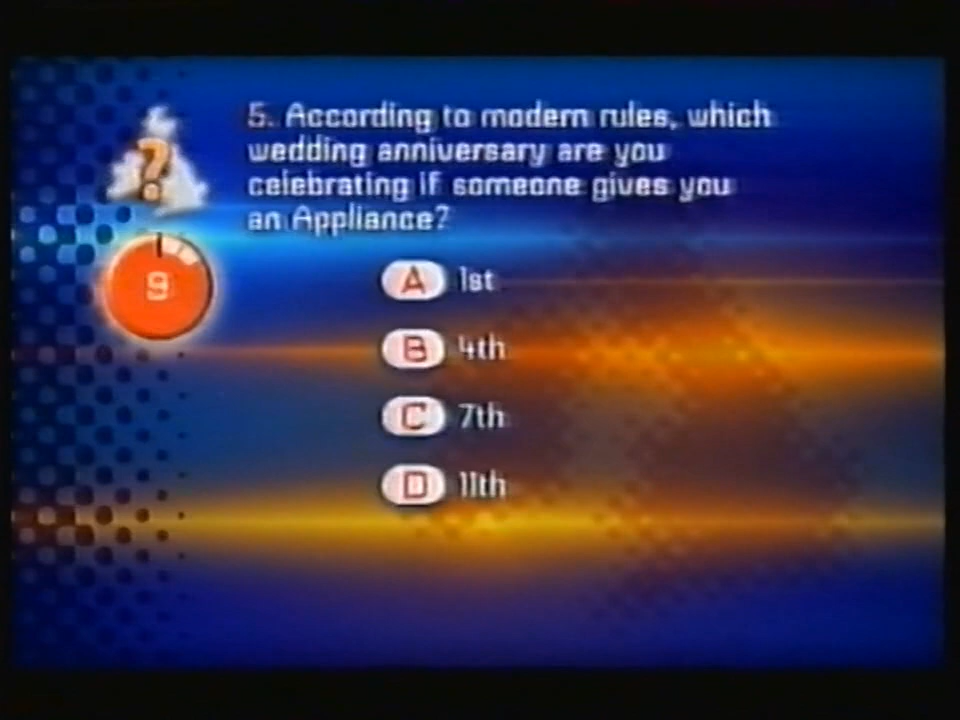 5. According to modern rules, which
wedding anniversary are you
celebrating if someone gives you
an Appliance?
?
9
A 1st
B 4th
C 7th
D 11th